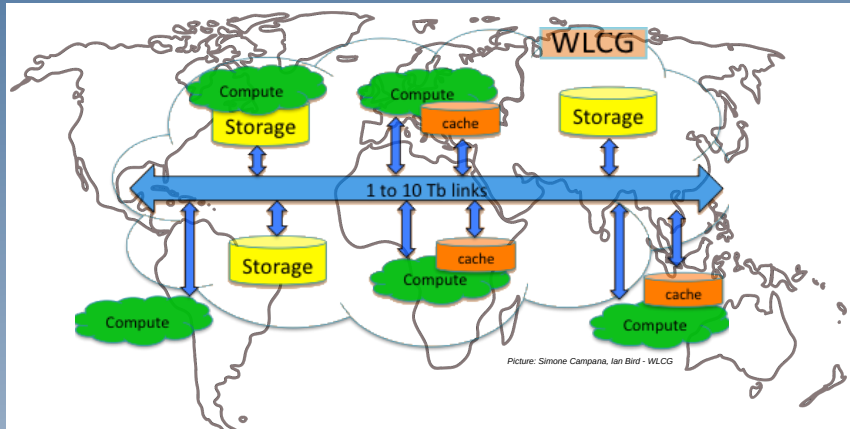 WLCG
Compute
Storage
Compute
cache
Storage
1 to 10 Tb links
Storage
cache
Compute
cache
Compute
Compute
Picture: Simone Campana, Ian Bird - WLCG